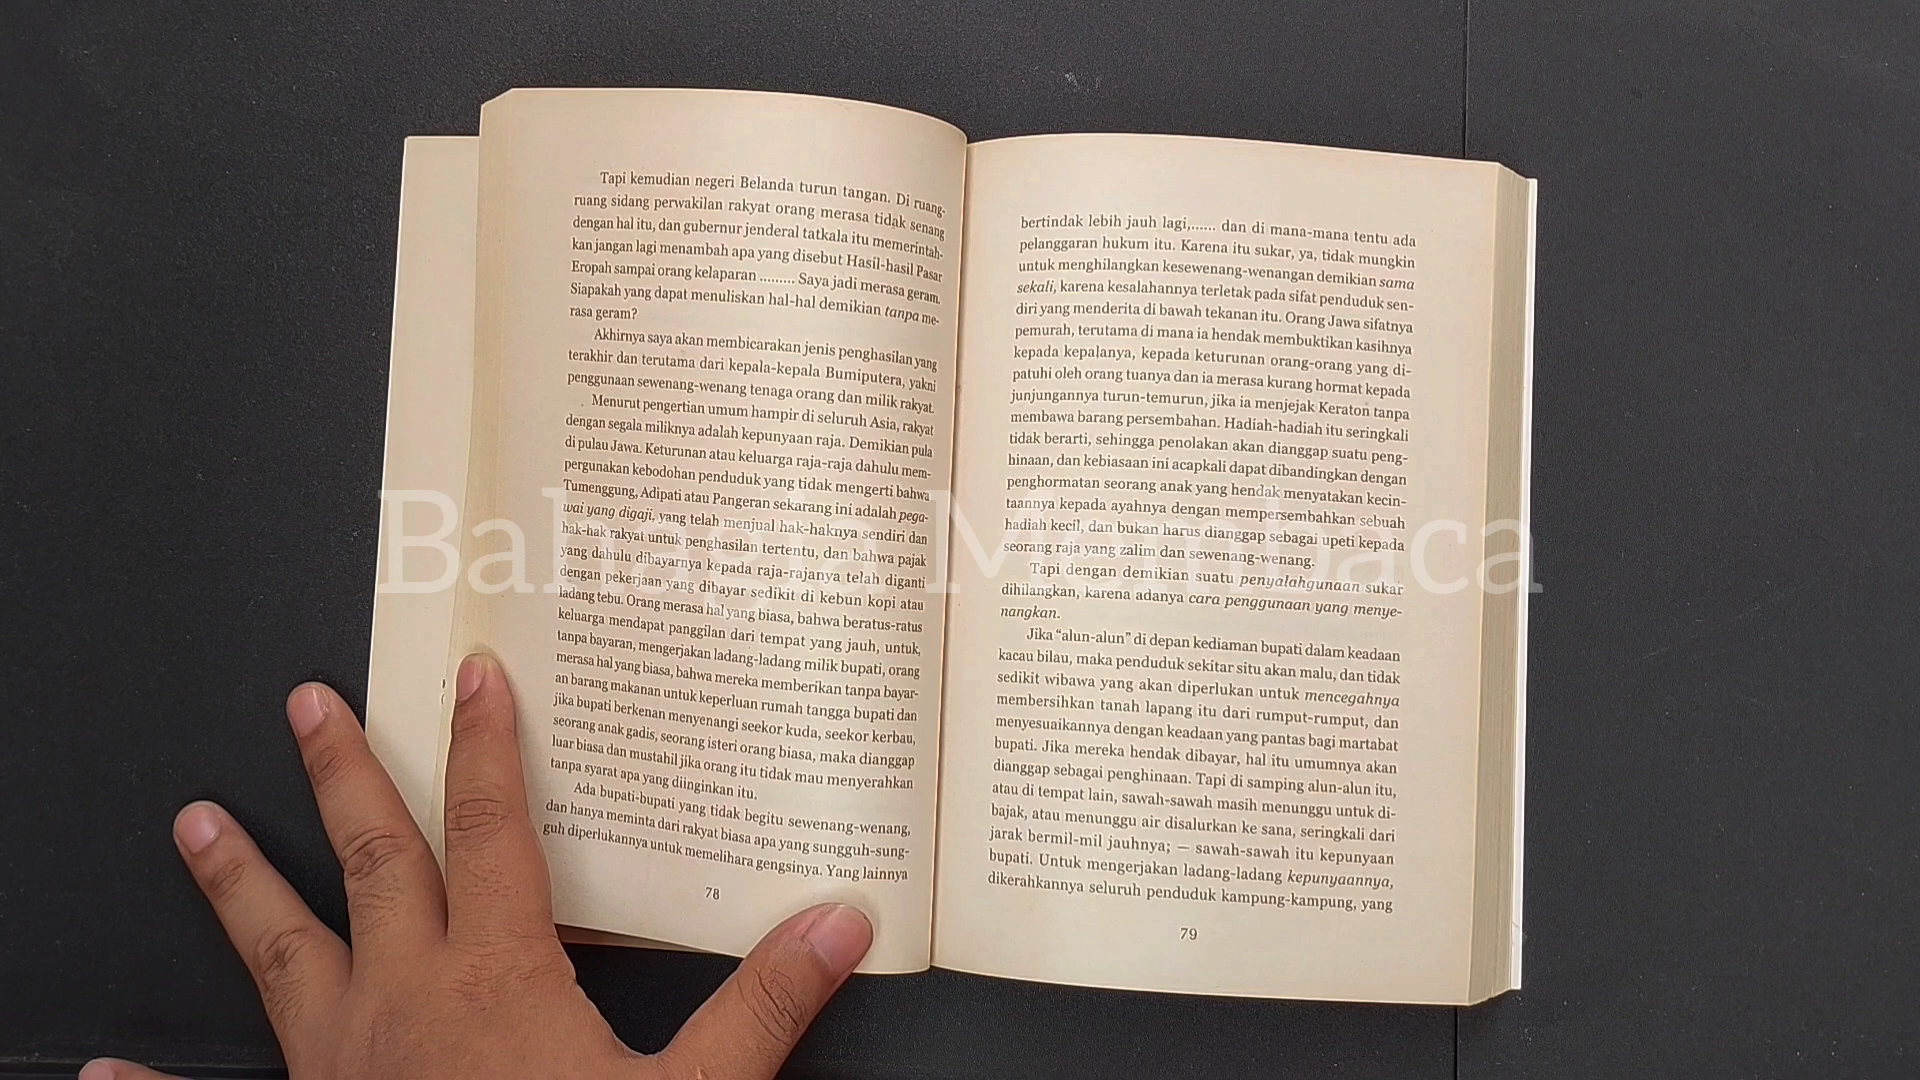 Tapi kemudian negeri Belanda turun tangan. Di ruang-
ruang sidang perwakilan rakyat orang merasa tidak senang
dengan hal itu, dan gubernur jenderal tatkala itu memerintah-
kan jangan lagi menambah apa yang disebut Hasil-hasil Pasar
Eropah sampai orang kelaparan ......... Saya jadi merasa geram.
Siapakah yang dapat menuliskan hal-hal demikian tanpa me-
rasa geram?
Akhirnya saya akan membicarakan jenis penghasilan yang
terakhir dan terutama dari kepala-kepala Bumiputera, yakni
penggunaan sewenang-wenang tenaga orang dan milik rakyat.
Menurut pengertian umum hampir di seluruh Asia, rakyat
dengan segala miliknya adalah kepunyaan raja. Demikian pula
di pulau Jawa. Keturunan atau keluarga raja-raja dahulu mem-
pergunakan kebodohan penduduk yang tidak mengerti bahwa
Tumenggung, Adipati atau Pangeran sekarang ini adalah pega-
wai yang digaji, yang telah menjual hak-haknya sendiri dan
hak-hak rakyat untuk penghasilan tertentu, dan bahwa pajak
yang dahulu dibayarnya kepada raja-rajanya telah diganti
dengan pekerjaan yang dibayar sedikit di kebun kopi atau
ladang tebu. Orang merasa hal yang biasa, bahwa beratus-ratus
keluarga mendapat panggilan dari tempat yang jauh, untuk,
tanpa bayaran, mengerjakan ladang-ladang milik bupati, orang
merasa hal yang biasa, bahwa mereka memberikan tanpa bayar-
an barang makanan untuk keperluan rumah tangga bupati dan
jika bupati berkenan menyenangi seekor kuda, seekor kerbau,
seorang anak gadis, seorang isteri orang biasa, maka dianggap
luar biasa dan mustahil jika orang itu tidak mau menyerahkan
tanpa syarat apa yang diinginkan itu.
Ada bupati-bupati yang tidak begitu sewenang-wenang,
dan hanya meminta dari rakyat biasa apa yang sungguh-sung-
guh diperlukannya untuk memelihara gengsinya. Yang lainnya
78
bertindak lebih jauh lagi,...... dan di mana-mana tentu ada
pelanggaran hukum itu. Karena itu sukar, ya, tidak mungkin
untuk menghilangkan kesewenang-wenangan demikian sama
sekali, karena kesalahannya terletak pada sifat penduduk sen-
diri yang menderita di bawah tekanan itu. Orang Jawa sifatnya
pemurah, terutama di mana ia hendak membuktikan kasihnya
kepada kepalanya, kepada keturunan orang-orang yang di-
patuhi oleh orang tuanya dan ia merasa kurang hormat kepada
junjungannya turun-temurun, jika ia menjejak Keraton tanpa
membawa barang persembahan. Hadiah-hadiah itu seringkali
tidak berarti, sehingga penolakan akan dianggap suatu peng-
hinaan, dan kebiasaan ini acapkali dapat dibandingkan dengan
penghormatan seorang anak yang hendak menyatakan kecin-
taannya kepada ayahnya dengan mempersembahkan sebuah
hadiah kecil, dan bukan harus dianggap sebagai upeti kepada
seorang raja yang zalim dan sewenang-wenang.
Tapi dengan demikian suatu penyalahgunaan sukar
dihilangkan, karena adanya cara penggunaan yang menye-
nangkan.
Jika “alun-alun” di depan kediaman bupati dalam keadaan
kacau bilau, maka penduduk sekitar situ akan malu, dan tidak
sedikit wibawa yang akan diperlukan untuk mencegahnya
membersihkan tanah lapang itu dari rumput-rumput, dan
menyesuaikannya dengan keadaan yang pantas bagi martabat
bupati. Jika mereka hendak dibayar, hal itu umumnya akan
dianggap sebagai penghinaan. Tapi di samping alun-alun itu,
atau di tempat lain, sawah-sawah masih menunggu untuk di-
bajak, atau menunggu air disalurkan ke sana, seringkali dari
jarak bermil-mil jauhnya; — sawah-sawah itu kepunyaan
bupati. Untuk mengerjakan ladang-ladang kepunyaannya,
dikerahkannya seluruh penduduk kampung-kampung, yang
79
Bahagia Membaca